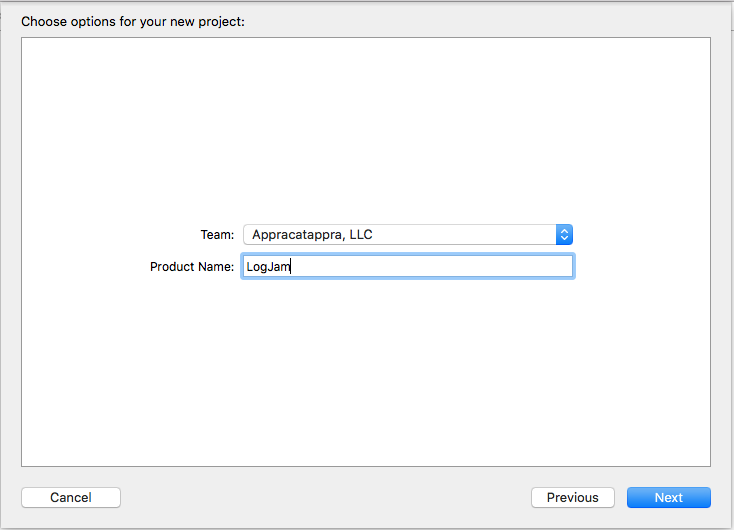 Choose options for your new project:
Team: Appracatappra, LLC
Product Name: LogJam
Cancel Previous Next